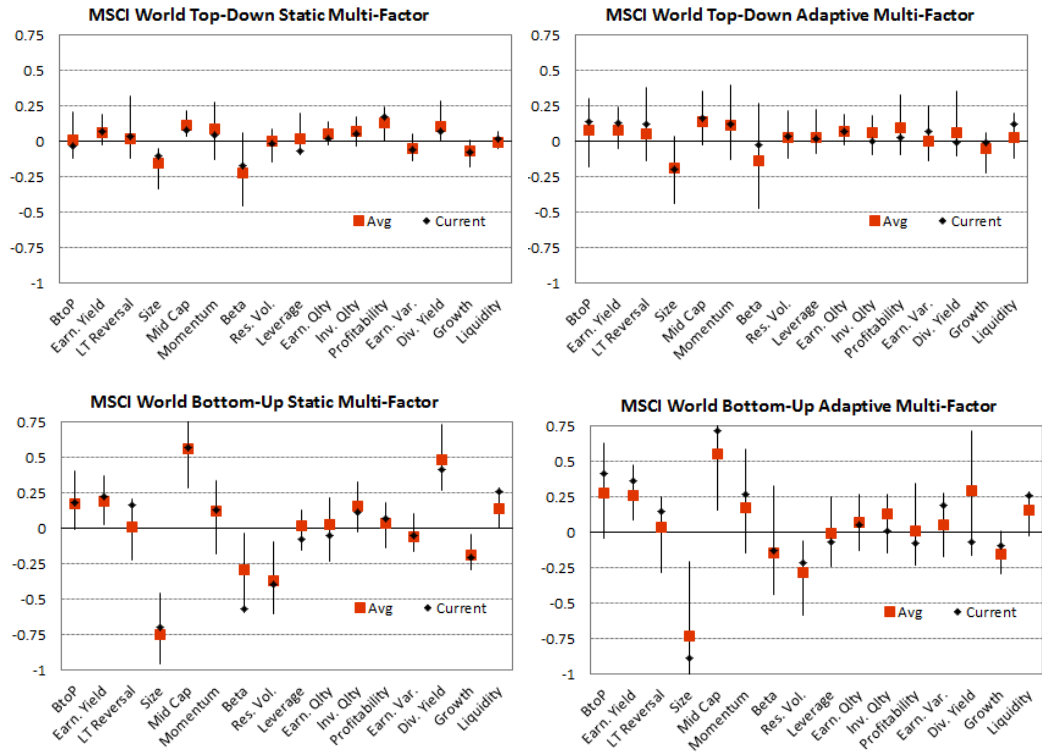 MSCI World Top-Down Static Multi-Factor
0.75
0.5
0.25
0
-0.25
-0.5
-0.75
-1
Avg
Current
BtoP
Earn. Yield
LT Reversal
Size
Mid Cap
Momentum
Beta
Res. Vol.
Leverage
Earn. Qlty
Inv. Qlty
Profitability
Earn. Var.
Div. Yield
Growth
Liquidity
MSCI World Top-Down Adaptive Multi-Factor
0.75
0.5
0.25
0
-0.25
-0.5
-0.75
-1
Avg
Current
BtoP
Earn. Yield
LT Reversal
Size
Mid Cap
Momentum
Beta
Res. Vol.
Leverage
Earn. Qlty
Inv. Qlty
Profitability
Earn. Var.
Div. Yield
Growth
Liquidity
MSCI World Bottom-Up Static Multi-Factor
0.75
0.5
0.25
0
-0.25
-0.5
-0.75
-1
Avg
Current
BtoP
Earn. Yield
LT Reversal
Size
Mid Cap
Momentum
Beta
Res. Vol.
Leverage
Earn. Qlty
Inv. Qlty
Profitability
Earn. Var.
Div. Yield
Growth
Liquidity
MSCI World Bottom-Up Adaptive Multi-Factor
0.75
0.5
0.25
0
-0.25
-0.5
-0.75
-1
Avg
Current
BtoP
Earn. Yield
LT Reversal
Size
Mid Cap
Momentum
Beta
Res. Vol.
Leverage
Earn. Qlty
Inv. Qlty
Profitability
Earn. Var.
Div. Yield
Growth
Liquidity